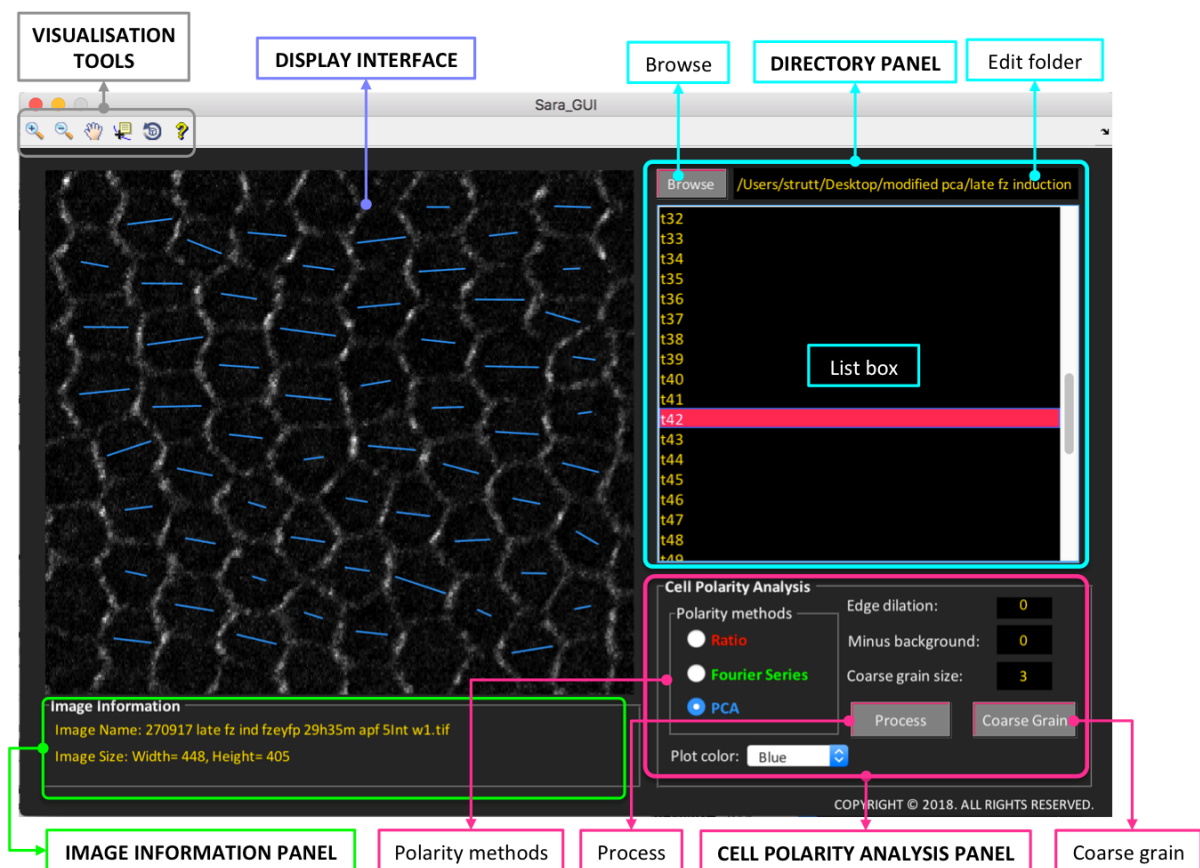 VISUALISATION
TOOLS
DISPLAY INTERFACE
Browse
DIRECTORY PANEL
Edit folder
Sara_GUI
Browse
/Users/strutt/Desktop/modified pca/late fz induction
t32
t33
t34
t35
t36
t37
t38
t39
t40
t41
t42
t43
t44
t45
t46
t47
t48
t49
List box
Cell Polarity Analysis
Polarity methods
Ratio
Fourier Series
PCA
Edge dilation: 0
Minus background: 0
Coarse grain size: 3
Process
Coarse Grain
Plot color: Blue
Image Information
Image Name: 270917 late fz ind fzeyfp 29h35m apf 5Int w1.tif
Image Size: Width= 448, Height= 405
COPYRIGHT © 2018. ALL RIGHTS RESERVED.
IMAGE INFORMATION PANEL
Polarity methods
Process
CELL POLARITY ANALYSIS PANEL
Coarse grain